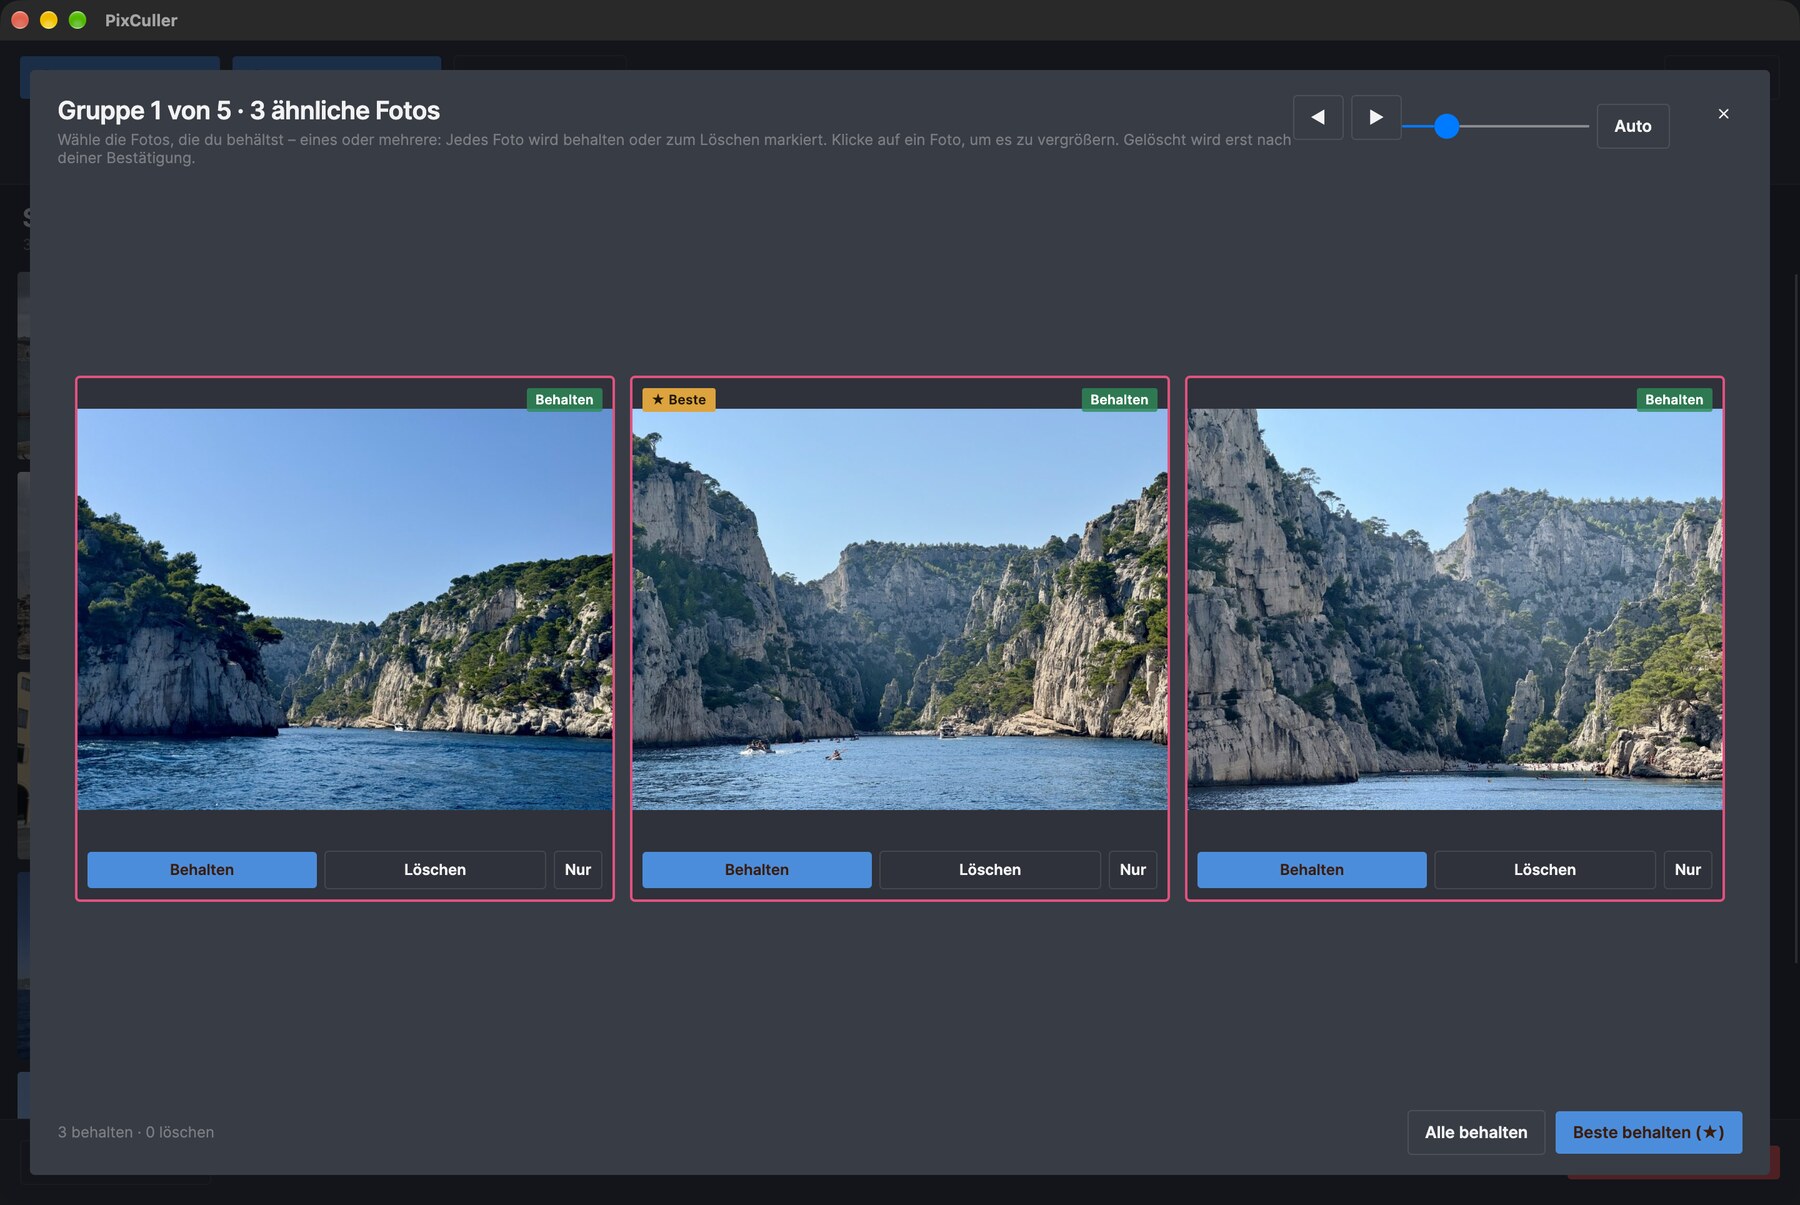 PixCuller
Gruppe 1 von 5 · 3 ähnliche Fotos
Wähle die Fotos, die du behältst – eines oder mehrere: Jedes Foto wird behalten oder zum Löschen markiert. Klicke auf ein Foto, um es zu vergrößern. Gelöscht wird erst nach
deiner Bestätigung.
◀ ▶ Auto ×
Behalten
★ Beste Behalten
Behalten
Behalten Löschen Nur
Behalten Löschen Nur
Behalten Löschen Nur
3 behalten · 0 löschen
Alle behalten Beste behalten (★)